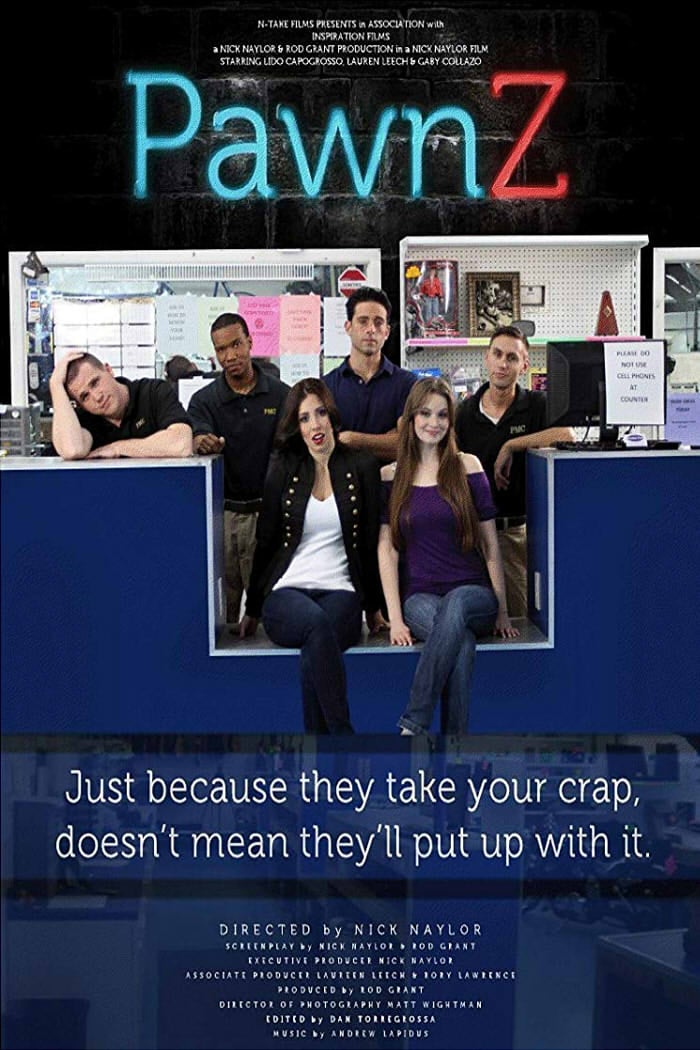 N-TAKE FILMS PRESENTS in ASSOCIATION with
INSPIRATION FILMS
a NICK NAYLOR & ROD GRANT PRODUCTION in a NICK NAYLOR FILM
STARRING LIDO CAPOGROSSO, LAUREN LEECH & GABY COLLAZO
PawnZ
PMC
PMC
PMC
PLEASE DO
NOT USE
CELL PHONES
AT
COUNTER
Just because they take your crap,
doesn't mean they'll put up with it.
DIRECTED by NICK NAYLOR
SCREENPLAY by NICK NAYLOR & ROD GRANT
EXECUTIVE PRODUCER NICK NAYLOR
ASSOCIATE PRODUCER LAUREEN LEECH & RORY LAWRENCE
PRODUCED by ROD GRANT
DIRECTOR OF PHOTOGRAPHY MATT WIGHTMAN
EDITED by DAN TORREGROSSA
MUSIC by ANDREW LAPIDUS